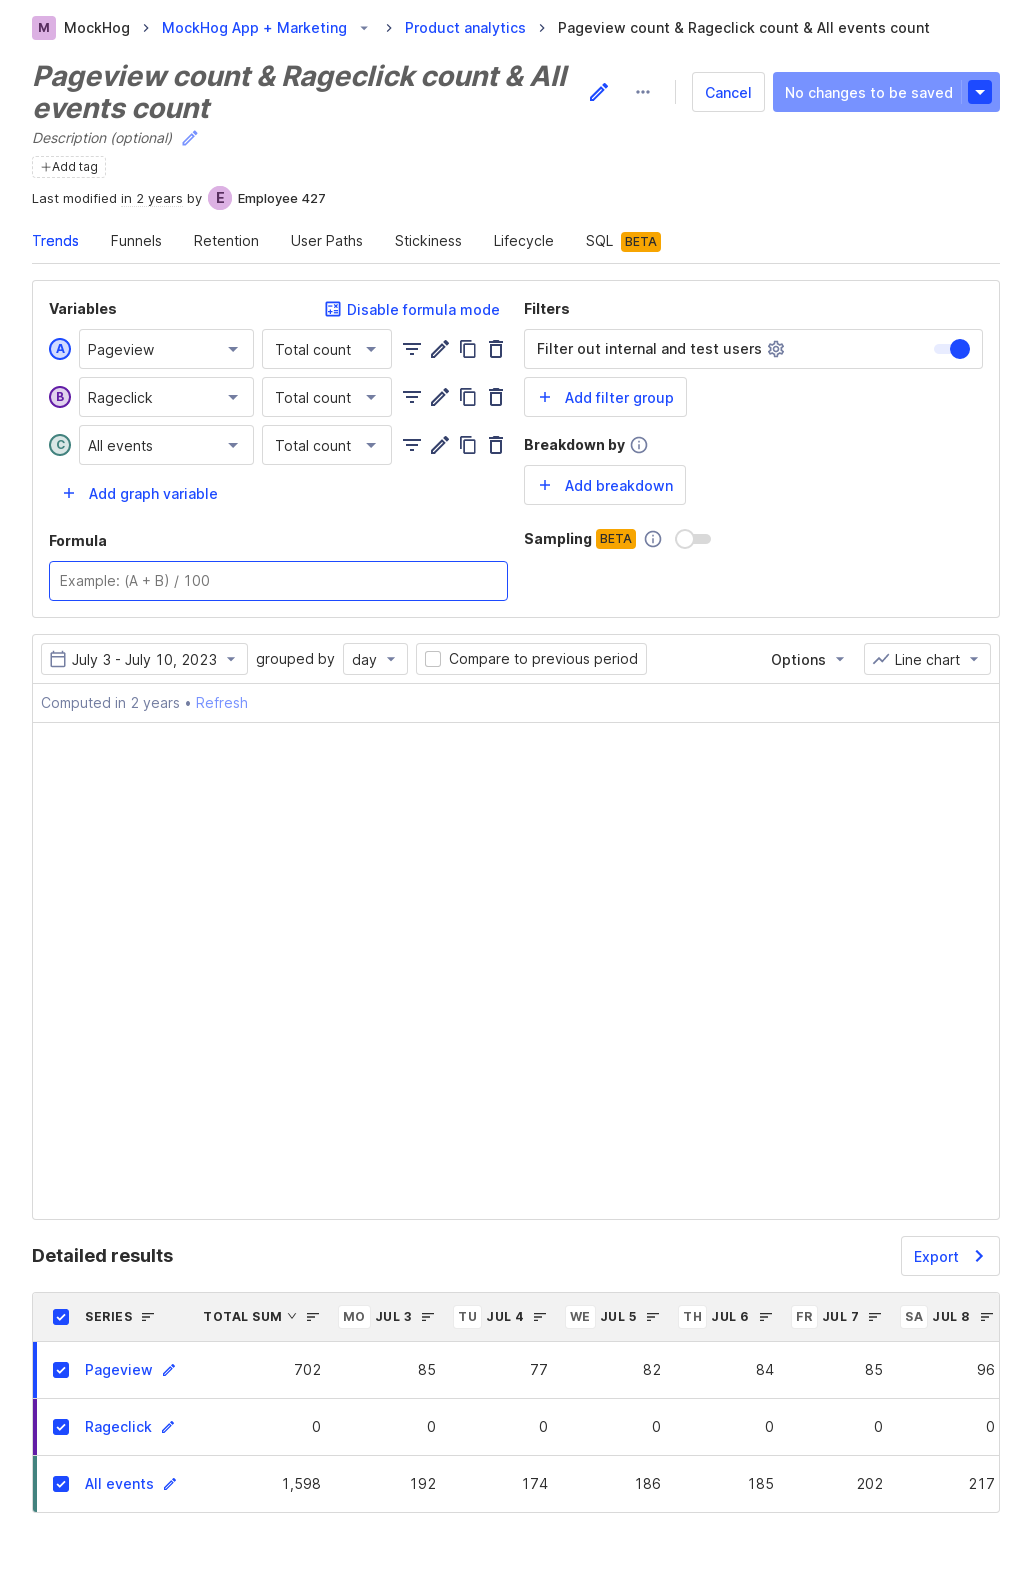 M MockHog > MockHog App + Marketing > Product analytics > Pageview count & Rageclick count & All events count
Pageview count & Rageclick count & All
events count
Cancel
No changes to be saved
Description (optional)
+Add tag
Last modified in 2 years by E Employee 427
Trends Funnels Retention User Paths Stickiness Lifecycle SQL BETA
Variables
Disable formula mode
A Pageview Total count
B Rageclick Total count
C All events Total count
+ Add graph variable
Formula
Example: (A + B) / 100
Filters
Filter out internal and test users
+ Add filter group
Breakdown by
+ Add breakdown
Sampling BETA
July 3 - July 10, 2023 grouped by day Compare to previous period Options Line chart
Computed in 2 years • Refresh
Detailed results
Export
SERIES TOTAL SUM MO JUL 3 TU JUL 4 WE JUL 5 TH JUL 6 FR JUL 7 SA JUL 8
Pageview 702 85 77 82 84 85 96
Rageclick 0 0 0 0 0 0 0
All events 1,598 192 174 186 185 202 217